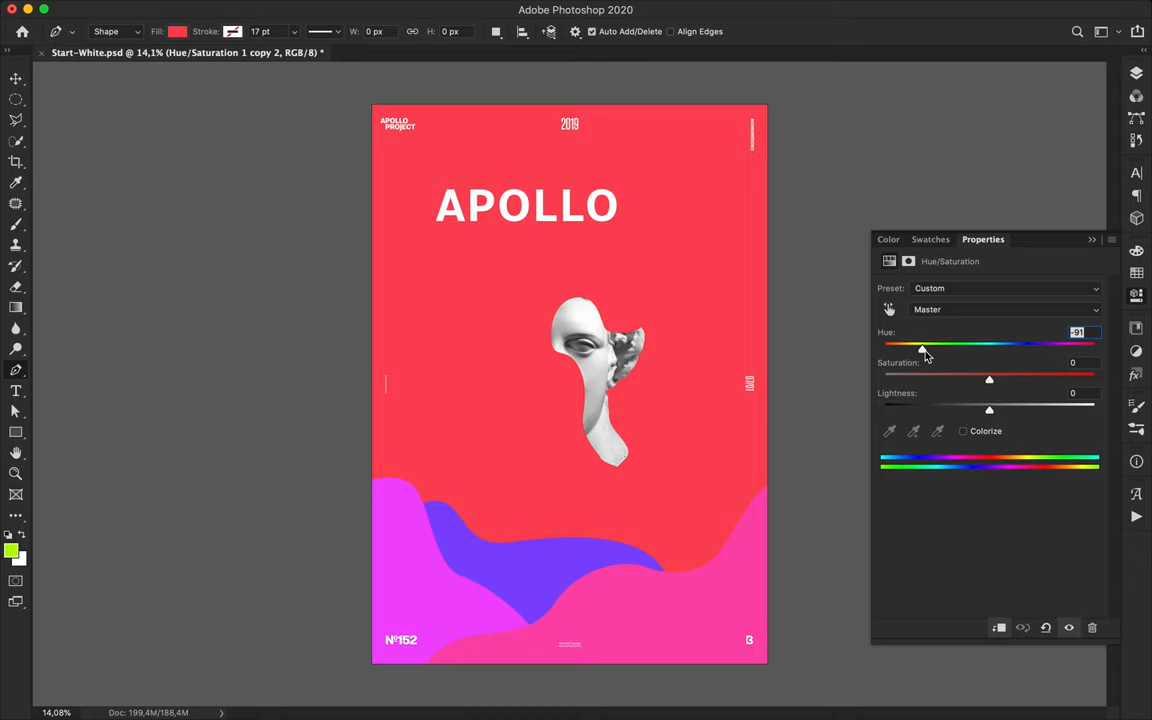 Adobe Photoshop 2020
Shape Fill: Stroke: 17 pt W: 0 px H: 0 px Auto Add/Delete Align Edges
Start-White.psd @ 14,1% (Hue/Saturation 1 copy 2, RGB/8) *
APOLLO
PROJECT
2019
APOLLO
Nº152
Color Swatches Properties
Hue/Saturation
Preset: Custom
Master
Hue: -91
Saturation: 0
Lightness: 0
Colorize
14,08% Doc: 199,4M/188,4M